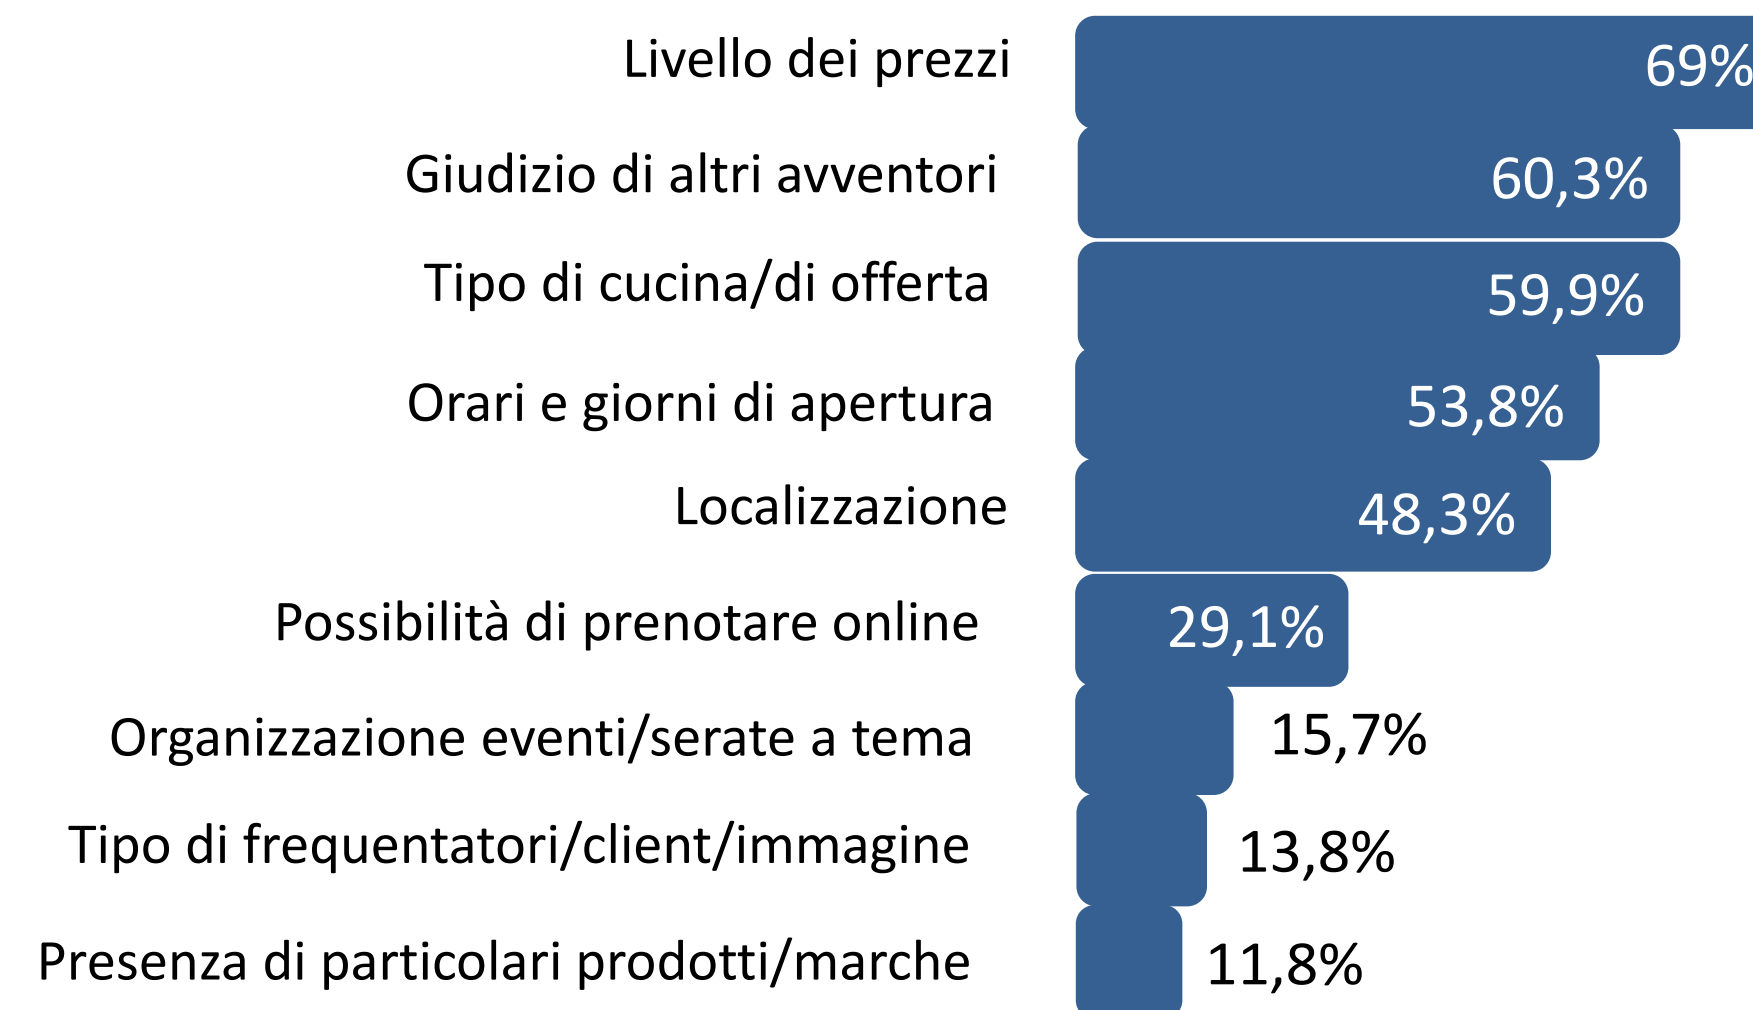 Livello dei prezzi 69%
Giudizio di altri avventori 60,3%
Tipo di cucina/di offerta 59,9%
Orari e giorni di apertura 53,8%
Localizzazione 48,3%
Possibilità di prenotare online 29,1%
Organizzazione eventi/serate a tema 15,7%
Tipo di frequentatori/client/immagine 13,8%
Presenza di particolari prodotti/marche 11,8%